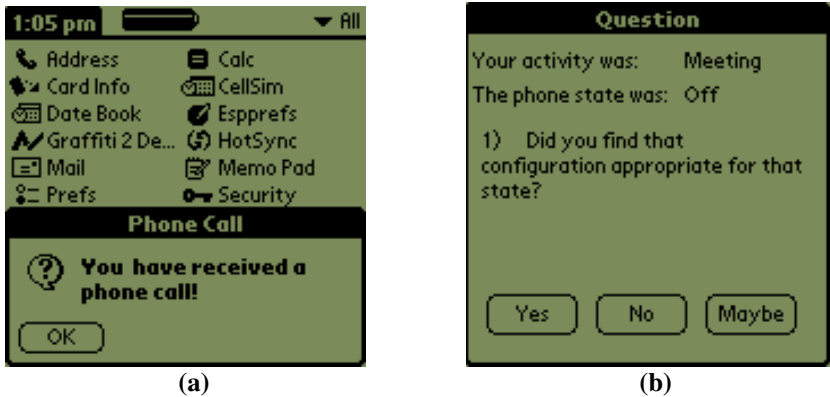 1:05 pm All
Address Calc
Card Info CellSim
Date Book Espprefs
Graffiti 2 De... HotSync
Mail Memo Pad
Prefs Security
Phone Call
You have received a
phone call!
OK
(a)
Question
Your activity was: Meeting
The phone state was: Off
1) Did you find that
configuration appropriate for that
state?
Yes No Maybe
(b)